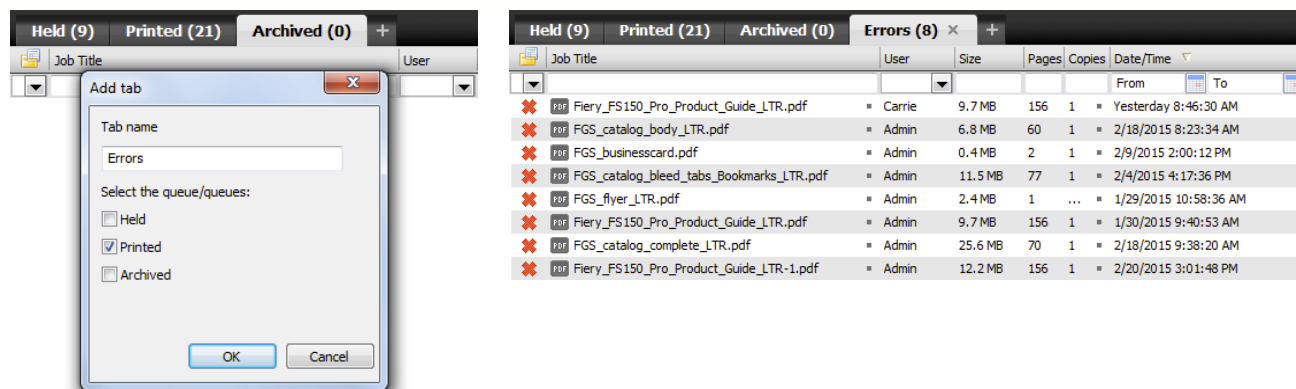 Held (9) Printed (21) Archived (0) +
Job Title User
Add tab
Tab name
Errors
Select the queue/queues:
Held
Printed
Archived
OK Cancel
Held (9) Printed (21) Archived (0) Errors (8) × +
Job Title User Size Pages Copies Date/Time
From To
PDF Fiery_FS150_Pro_Product_Guide_LTR.pdf Carrie 9.7 MB 156 1 Yesterday 8:46:30 AM
PDF FGS_catalog_body_LTR.pdf Admin 6.8 MB 60 1 2/18/2015 8:23:34 AM
PDF FGS_businesscard.pdf Admin 0.4 MB 2 1 2/9/2015 2:00:12 PM
PDF FGS_catalog_bleed_tabs_Bookmarks_LTR.pdf Admin 11.5 MB 77 1 2/4/2015 4:17:36 PM
PDF FGS_flyer_LTR.pdf Admin 2.4 MB 1 ... 1/29/2015 10:58:36 AM
PDF Fiery_FS150_Pro_Product_Guide_LTR.pdf Admin 9.7 MB 156 1 1/30/2015 9:40:53 AM
PDF FGS_catalog_complete_LTR.pdf Admin 25.6 MB 70 1 2/18/2015 9:38:20 AM
PDF Fiery_FS150_Pro_Product_Guide_LTR-1.pdf Admin 12.2 MB 156 1 2/20/2015 3:01:48 PM